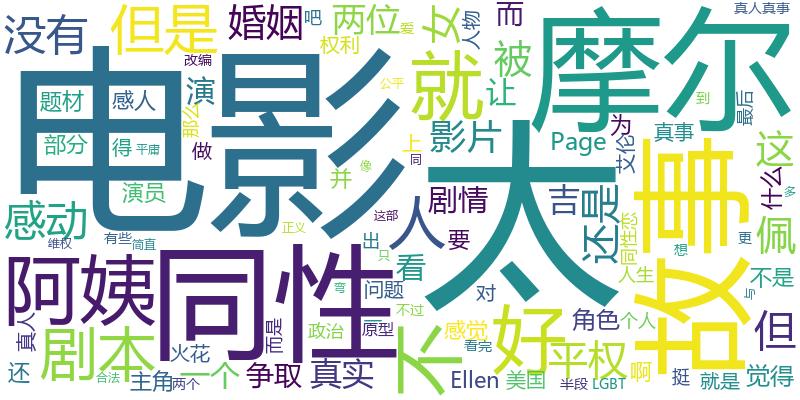 没有
但是
婚姻
吧
两位
女
人物
而
摩尔
真人真事
爱
改编
权利
电影
就
被
到
最后
题材
感人
演
那么
公平
让
部分
得
平庸
做
影片
Page
为
真事
艾伦
这
什么
多
演员
并
像
上
同
太
故事
感动
有些
维权
简直
正义
这部
人
剧情
要
吉
还是
同性恋
佩
想
更
阿姨
同性
出
只
看
问题
弯
对
人生
不是
与
真人
剧本
而是
政治
原型
一
不过
不
感觉
好
角色
个人
但
还
火花
主角
合法
两个
一个
争取
真实
看完
Ellen
美国
平权
半段
LGBT
啊
挺
就是
觉得